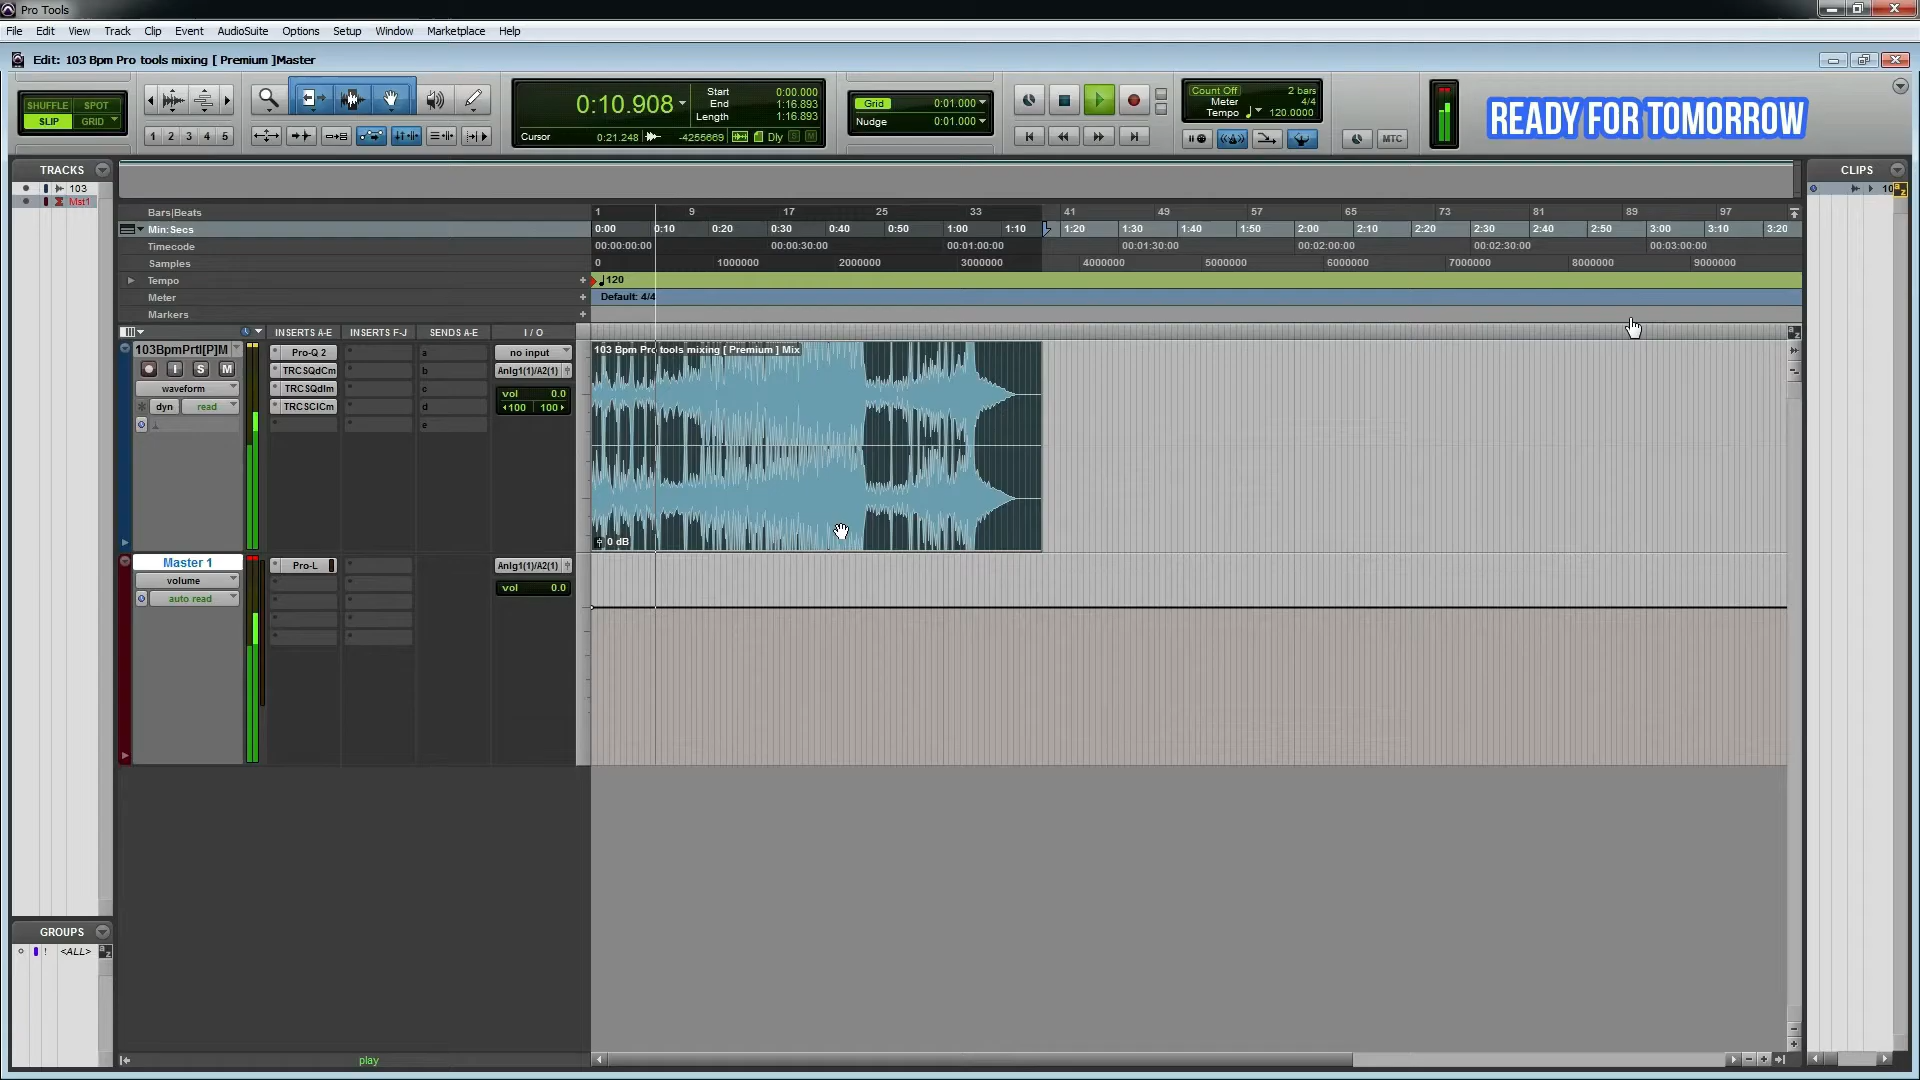 Pro Tools
File Edit View Track Clip Event AudioSuite Options Setup Window Marketplace Help
Edit: 103 Bpm Pro tools mixing [ Premium ]Master
SHUFFLE SPOT
SLIP GRID
1 2 3 4 5
0:10.908
Start 0:00.000
End 1:16.893
Length 1:16.893
Cursor 0:21.248 -4255669 Dly S M
Grid 0:01.000
Nudge 0:01.000
Count Off 2 bars
Meter 4/4
Tempo 120.0000
MTC
READY FOR TOMORROW
TRACKS
103
Mst1
CLIPS
10
Bars|Beats 1 9 17 25 33 41 49 57 65 73 81 89 97
Min:Secs 0:00 0:10 0:20 0:30 0:40 0:50 1:00 1:10 1:20 1:30 1:40 1:50 2:00 2:10 2:20 2:30 2:40 2:50 3:00 3:10 3:20
Timecode 00:00:00:00 00:00:30:00 00:01:00:00 00:01:30:00 00:02:00:00 00:02:30:00 00:03:00:00
Samples 0 1000000 2000000 3000000 4000000 5000000 6000000 7000000 8000000 9000000
Tempo 120
Meter Default: 4/4
Markers
INSERTS A-E INSERTS F-J SENDS A-E I / O
103BpmPrtl[P]M
I S M
waveform
dyn read
Pro-Q 2
TRCSQdCm
TRCSQdIm
TRCSClCm
a
b
c
d
e
no input
Anlg1(1)/A2(1)
vol 0.0
100 100
103 Bpm Pro tools mixing [ Premium ] Mix
0 dB
Master 1
volume
auto read
Pro-L
Anlg1(1)/A2(1)
vol 0.0
GROUPS
! <ALL>
play